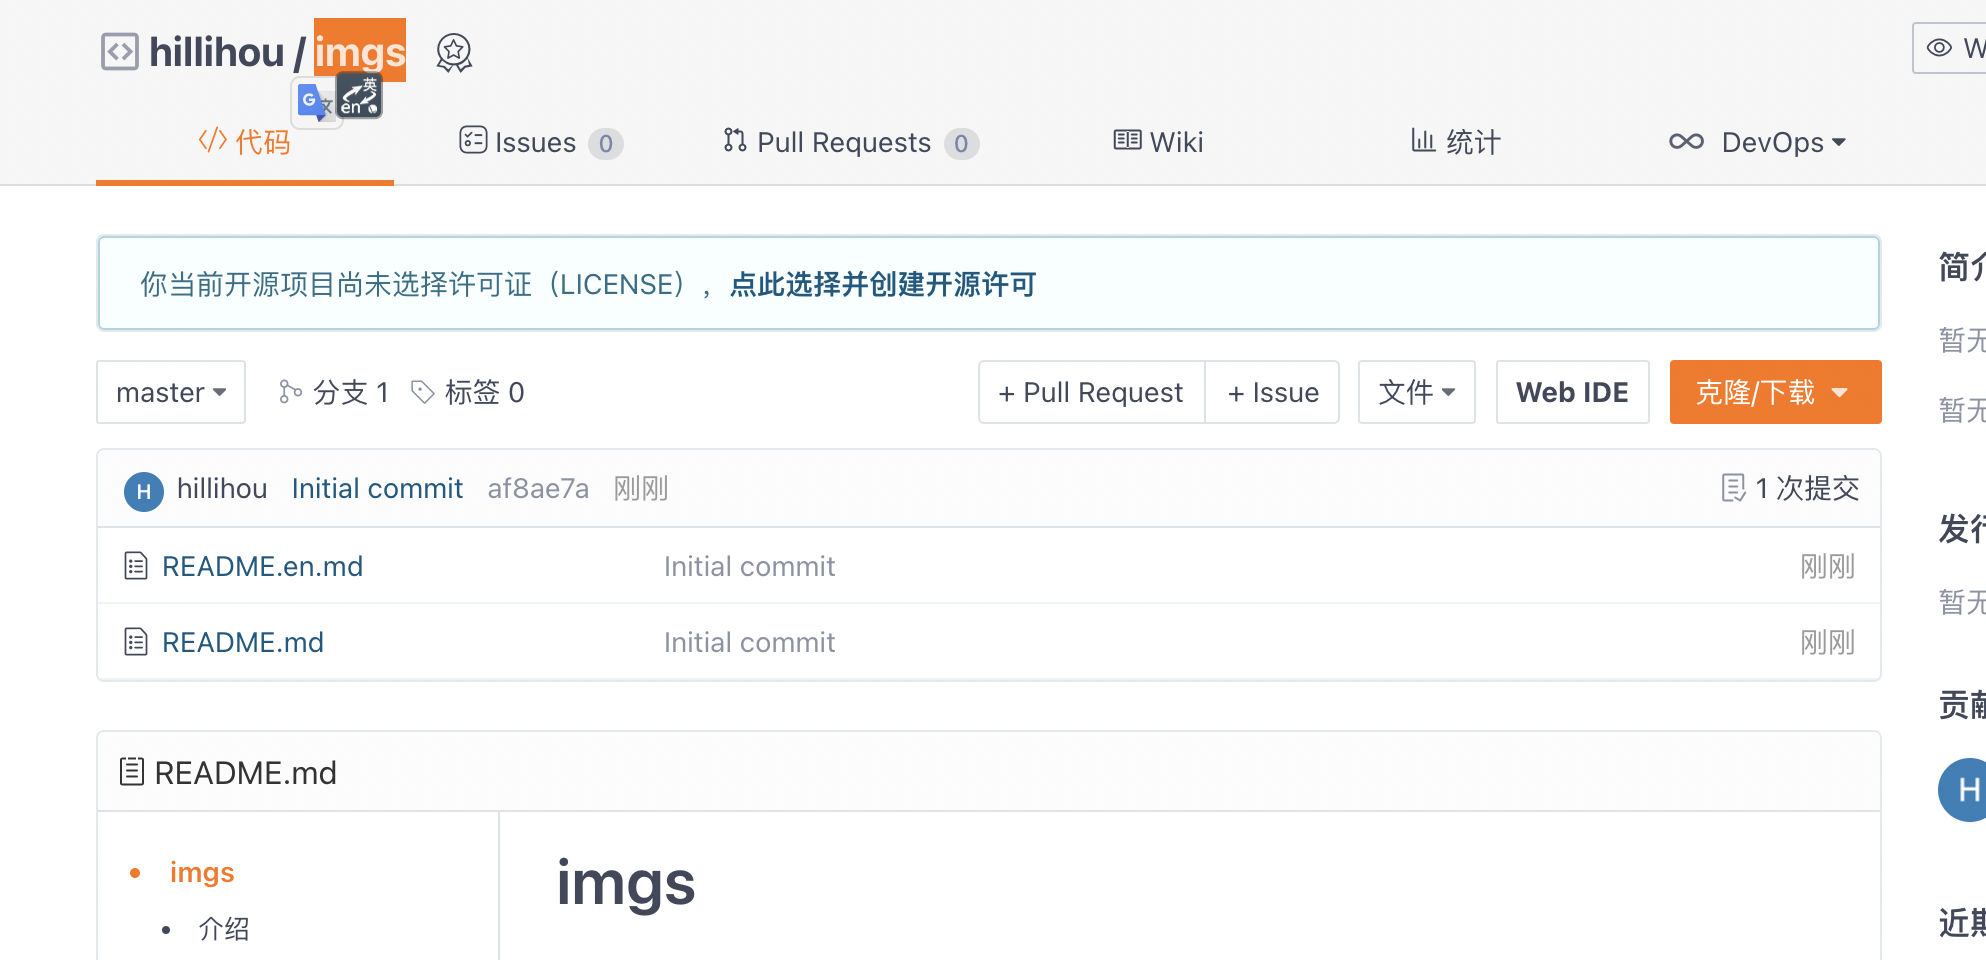 hillihou / imgs
W
G 文
英
en
代码
Issues 0
Pull Requests 0
Wiki
统计
DevOps
你当前开源项目尚未选择许可证（LICENSE），点此选择并创建开源许可
简介
暂无
暂无
master
分支 1
标签 0
+ Pull Request
+ Issue
文件
Web IDE
克隆/下载
H hillihou Initial commit af8ae7a 刚刚
1 次提交
README.en.md Initial commit 刚刚
README.md Initial commit 刚刚
发行
暂无
贡献
H
近期
README.md
imgs
介绍
imgs